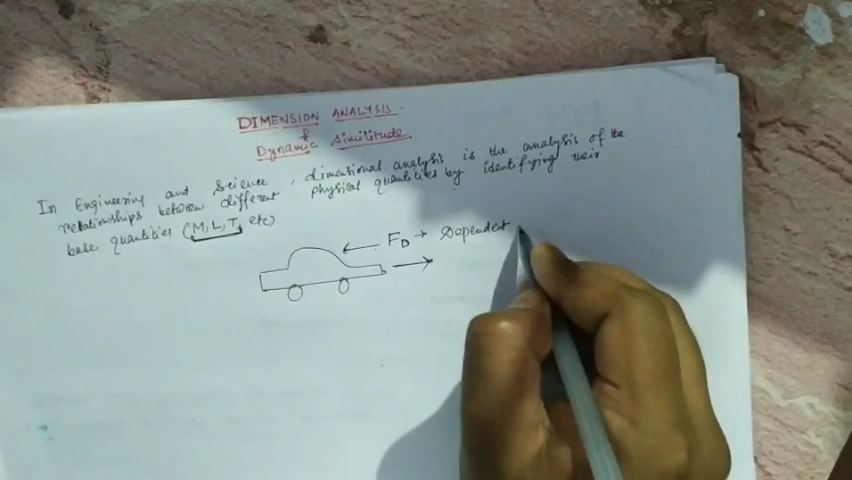 DIMENSION ANALYSIS.
&
Dynamic similitude.
In Engineering and Science, dimensional analysis is the analysis of the
relationships between different physical quantities by identifying their
base quantities (M, L, T, etc)
FD → Dependent